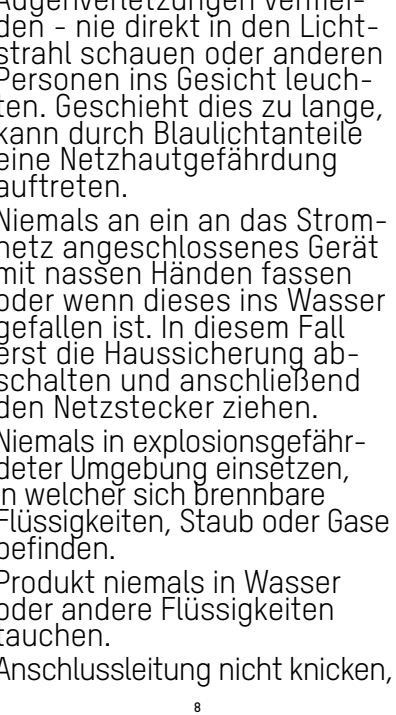 Augenverletzungen vermei-
den - nie direkt in den Licht-
strahl schauen oder anderen
Personen ins Gesicht leuch-
ten. Geschieht dies zu lange,
kann durch Blaulichtanteile
eine Netzhautgefährdung
auftreten.
Niemals an ein an das Strom-
netz angeschlossenes Gerät
mit nassen Händen fassen
oder wenn dieses ins Wasser
gefallen ist. In diesem Fall
erst die Haussicherung ab-
schalten und anschließend
den Netzstecker ziehen.
Niemals in explosionsgefähr-
deter Umgebung einsetzen,
in welcher sich brennbare
Flüssigkeiten, Staub oder Gase
befinden.
Produkt niemals in Wasser
oder andere Flüssigkeiten
tauchen.
Anschlussleitung nicht knicken,
8